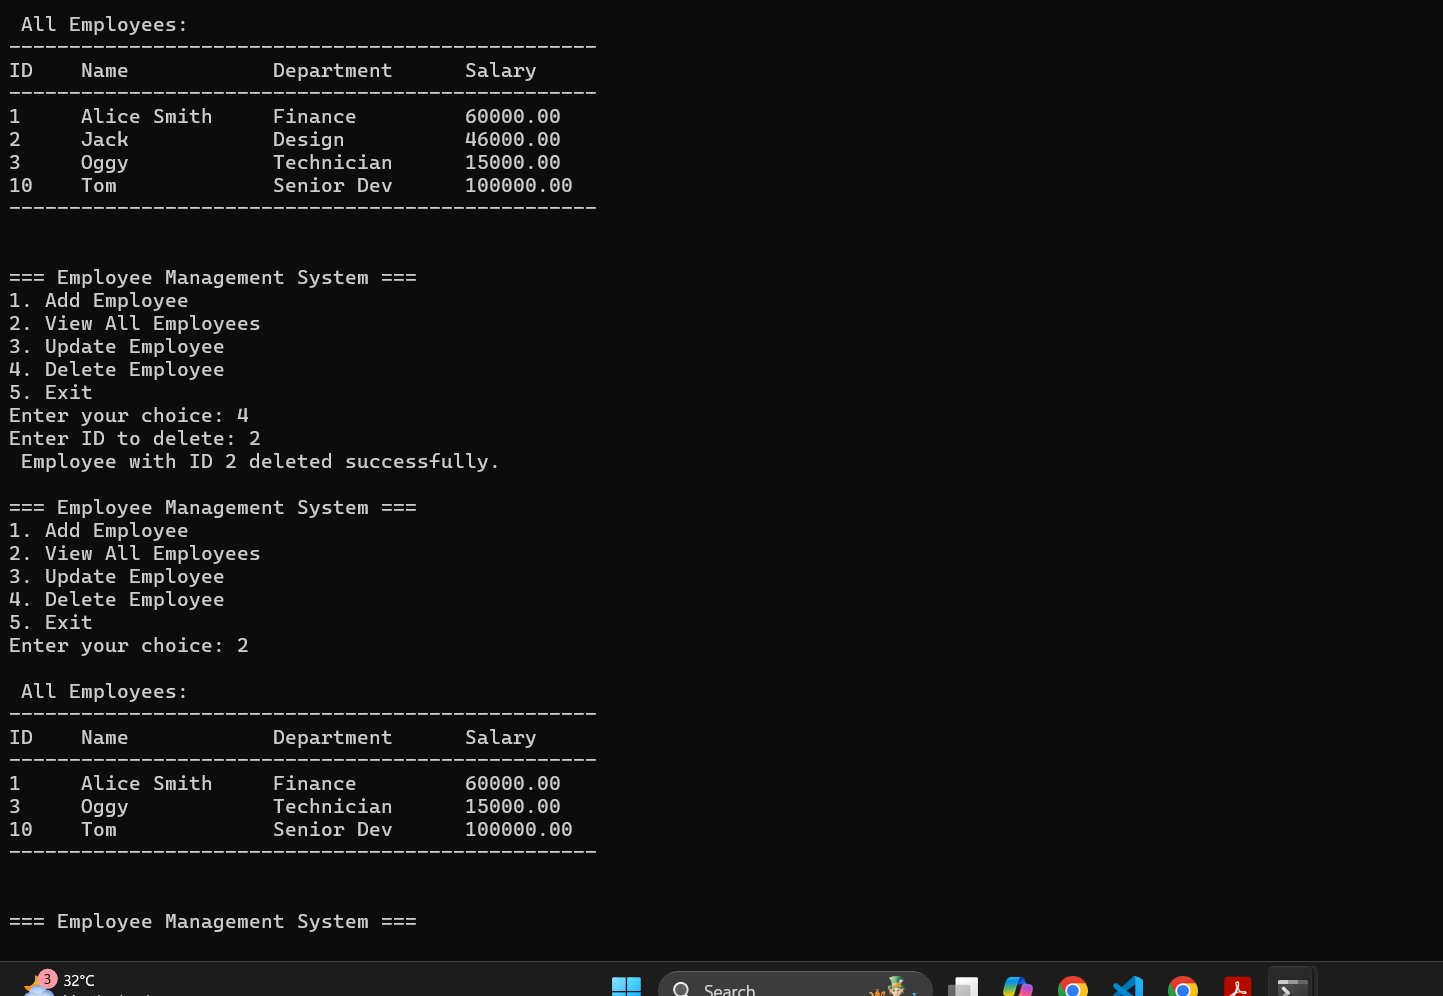 All Employees:
-------------------------------------------------
ID    Name            Department      Salary
-------------------------------------------------
1     Alice Smith     Finance         60000.00
2     Jack            Design          46000.00
3     Oggy            Technician      15000.00
10    Tom             Senior Dev      100000.00
-------------------------------------------------
=== Employee Management System ===
1. Add Employee
2. View All Employees
3. Update Employee
4. Delete Employee
5. Exit
Enter your choice: 4
Enter ID to delete: 2
Employee with ID 2 deleted successfully.
=== Employee Management System ===
1. Add Employee
2. View All Employees
3. Update Employee
4. Delete Employee
5. Exit
Enter your choice: 2
All Employees:
-------------------------------------------------
ID    Name            Department      Salary
-------------------------------------------------
1     Alice Smith     Finance         60000.00
3     Oggy            Technician      15000.00
10    Tom             Senior Dev      100000.00
-------------------------------------------------
=== Employee Management System ===
3 32°C
Search